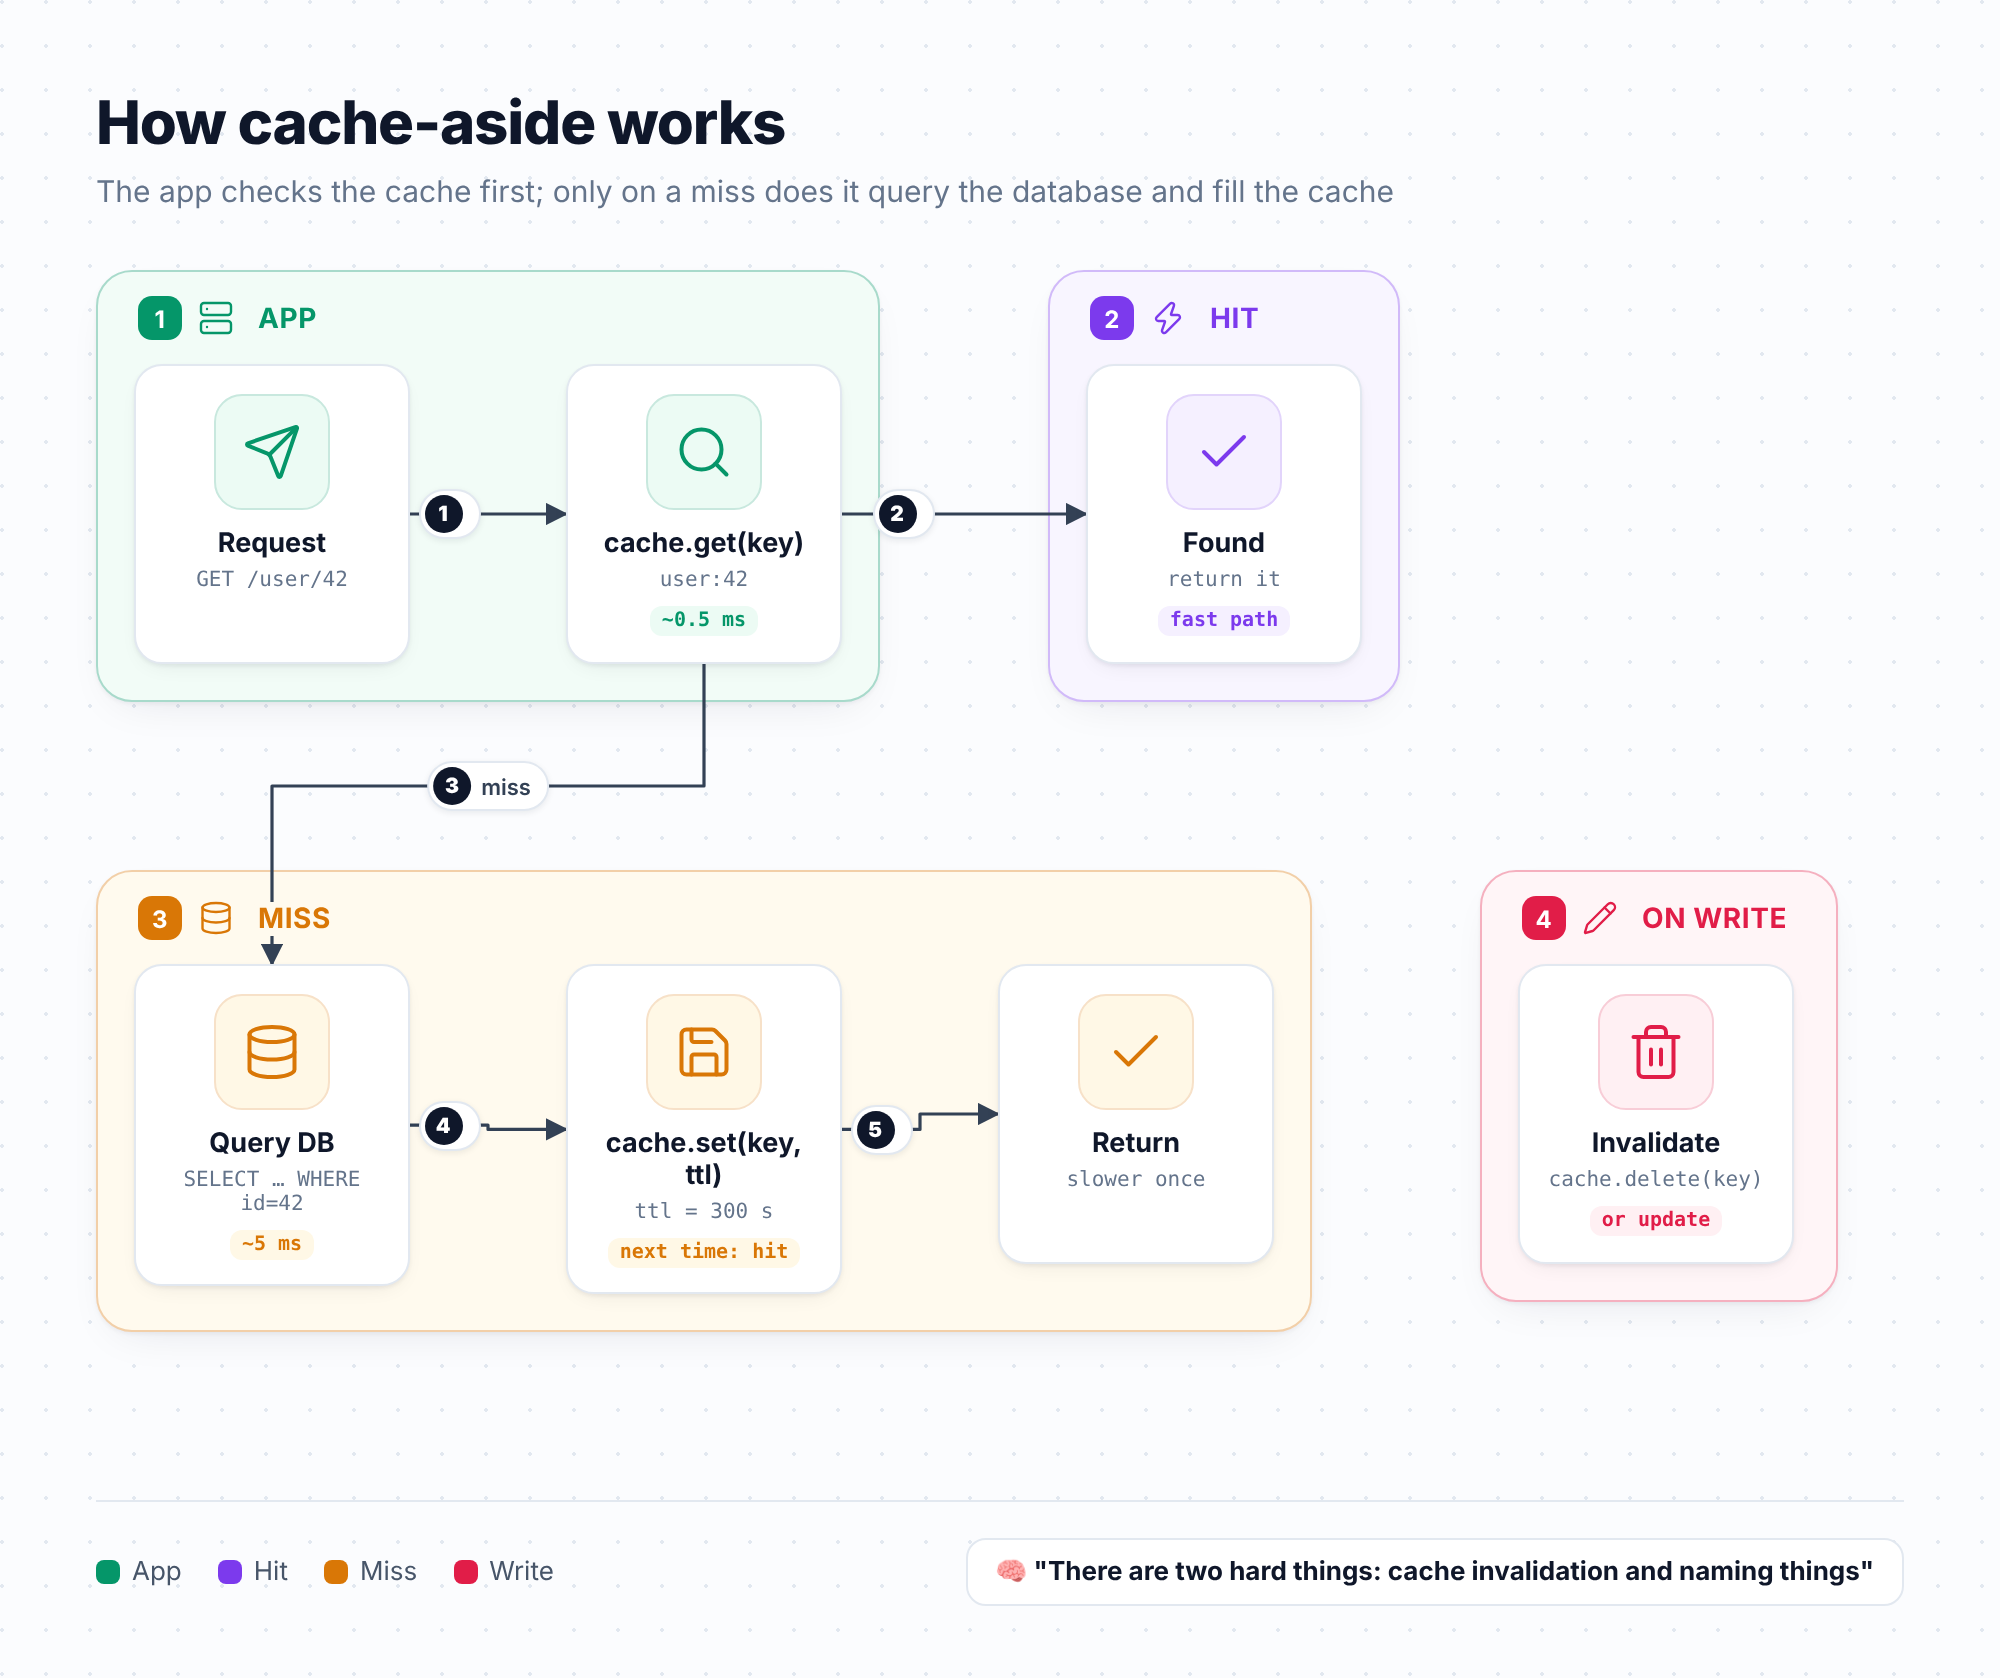 How cache-aside works
The app checks the cache first; only on a miss does it query the database and fill the cache
1 APP
2 HIT
Request
GET /user/42
1
cache.get(key)
user:42
~0.5 ms
2
Found
return it
fast path
3 miss
3 MISS
4 ON WRITE
Query DB
SELECT … WHERE
id=42
~5 ms
4
cache.set(key,
ttl)
ttl = 300 s
next time: hit
5
Return
slower once
Invalidate
cache.delete(key)
or update
App
Hit
Miss
Write
🧠 "There are two hard things: cache invalidation and naming things"